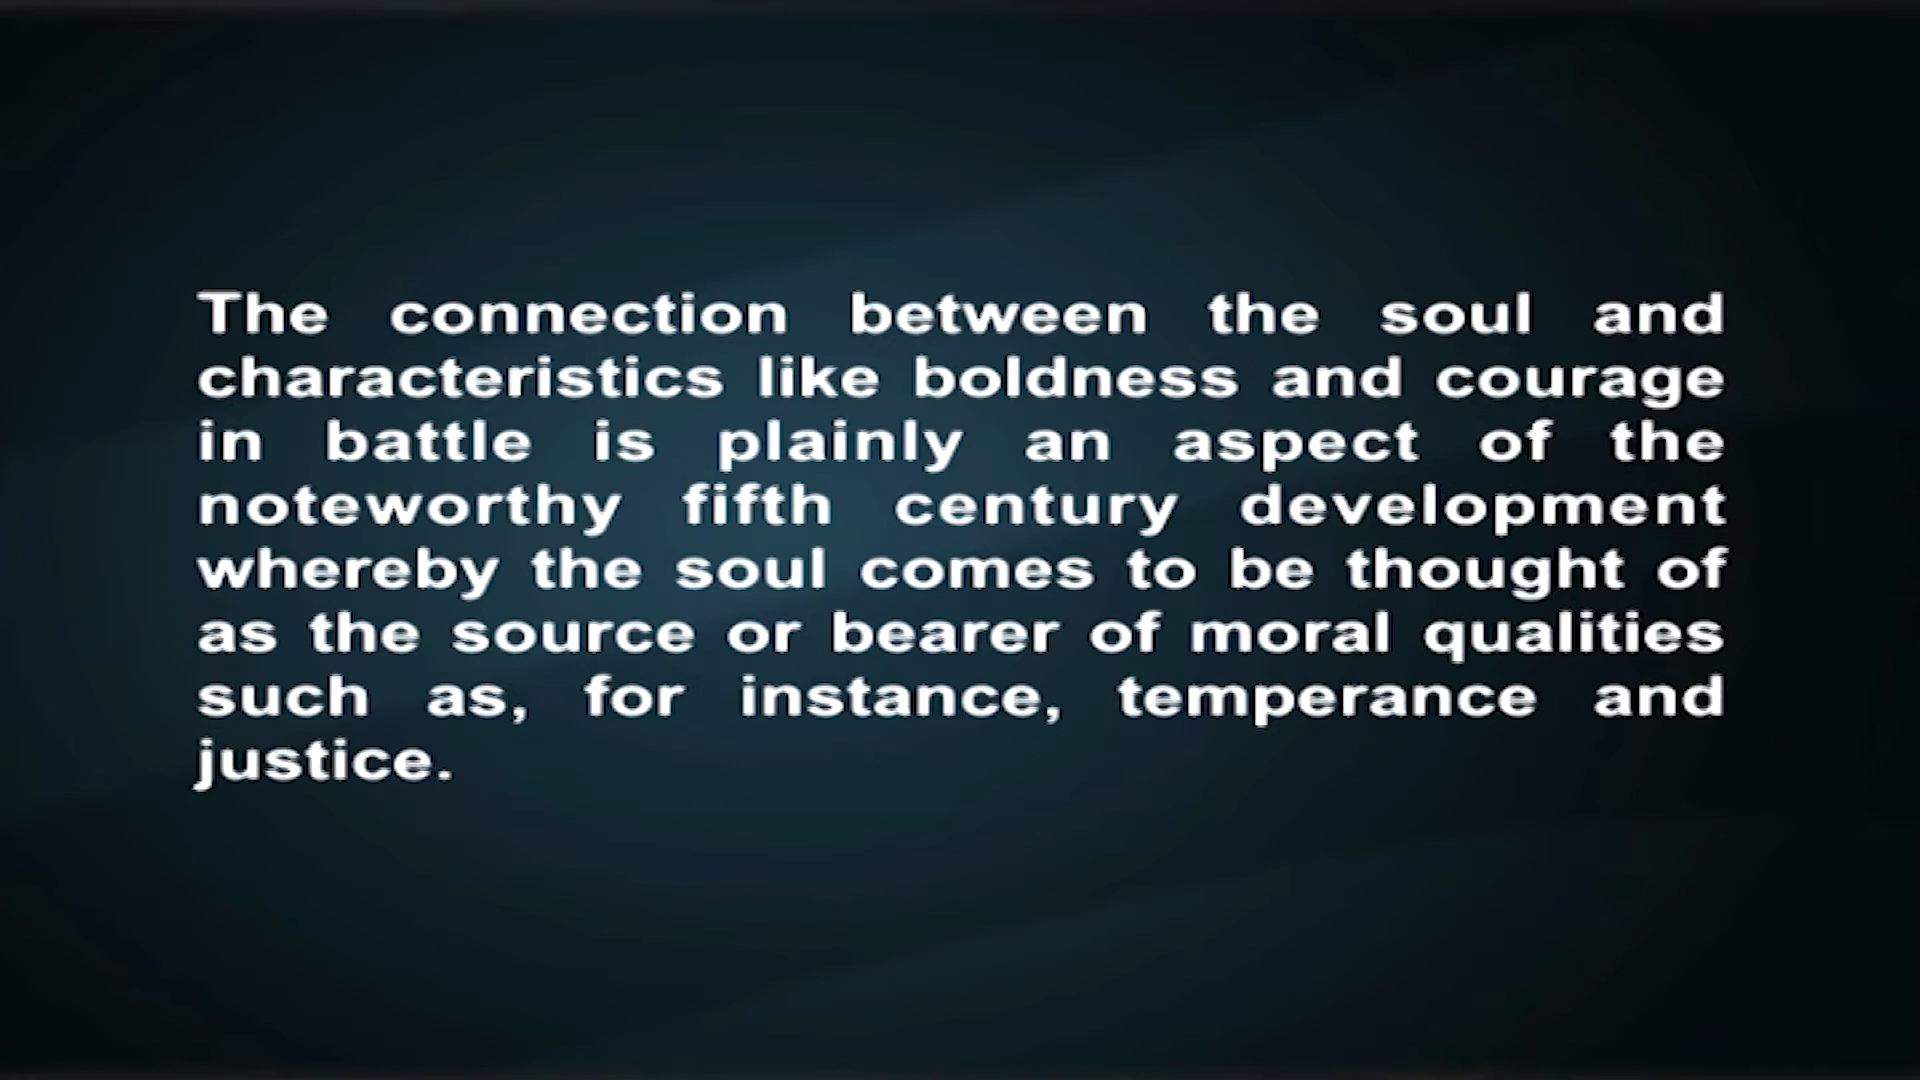 The connection between the soul and
characteristics like boldness and courage
in battle is plainly an aspect of the
noteworthy fifth century development
whereby the soul comes to be thought of
as the source or bearer of moral qualities
such as, for instance, temperance and
justice.